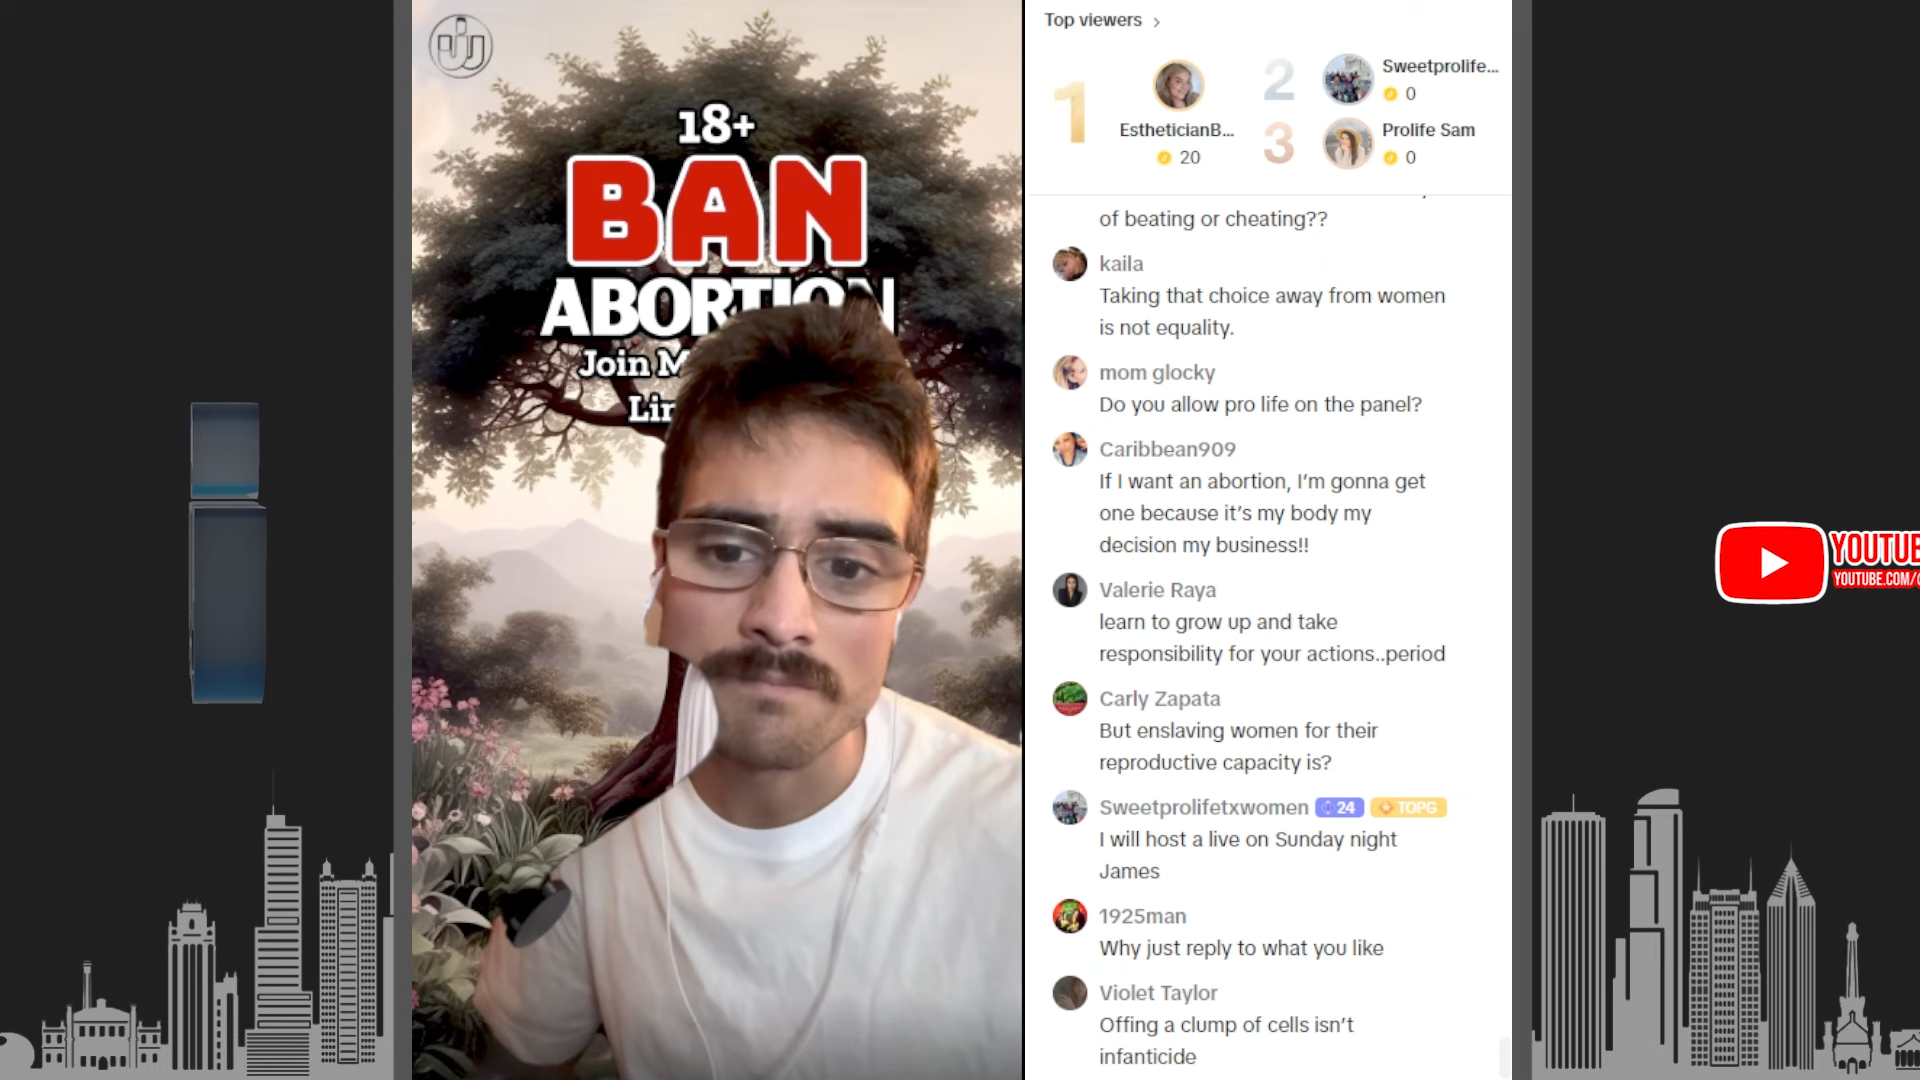 18+
BAN
ABORTION
Join M
Lin
Top viewers >
1
EstheticianB...
20
2
Sweetprolife...
0
3
Prolife Sam
0
of beating or cheating??
kaila
Taking that choice away from women
is not equality.
mom glocky
Do you allow pro life on the panel?
Caribbean909
If I want an abortion, I'm gonna get
one because it's my body my
decision my business!!
Valerie Raya
learn to grow up and take
responsibility for your actions..period
Carly Zapata
But enslaving women for their
reproductive capacity is?
Sweetprolifetxwomen 24 TOPG
I will host a live on Sunday night
James
1925man
Why just reply to what you like
Violet Taylor
Offing a clump of cells isn't
infanticide
YOUTUBE
YOUTUBE.COM/